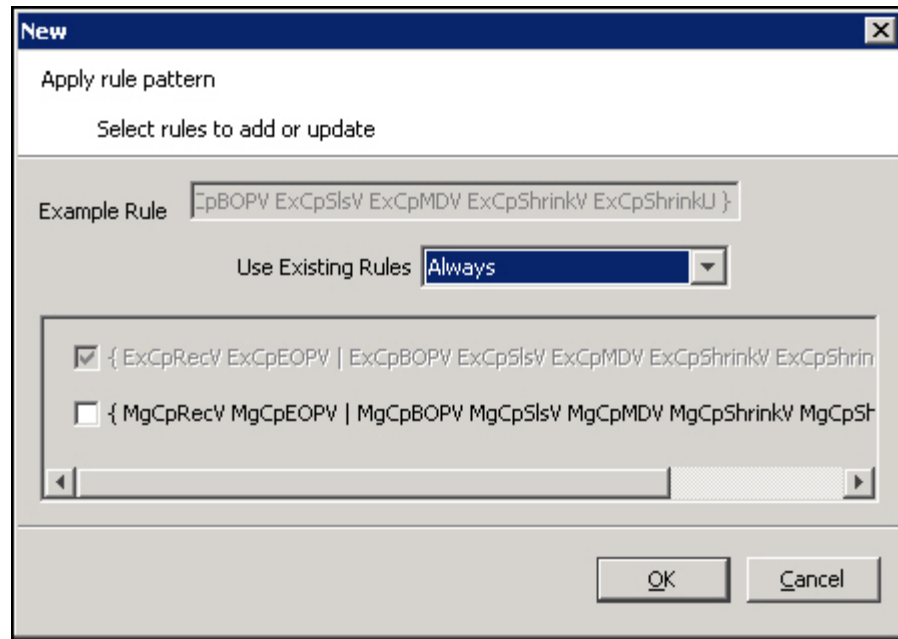 New
Apply rule pattern
Select rules to add or update
Example Rule CpBOPV ExCpSlsV ExCpMDV ExCpShrinkV ExCpShrinkU }
Use Existing Rules Always
{ ExCpRecV ExCpEOPV | ExCpBOPV ExCpSlsV ExCpMDV ExCpShrinkV ExCpShrin
{ MgCpRecV MgCpEOPV | MgCpBOPV MgCpSlsV MgCpMDV MgCpShrinkV MgCpSh
OK Cancel